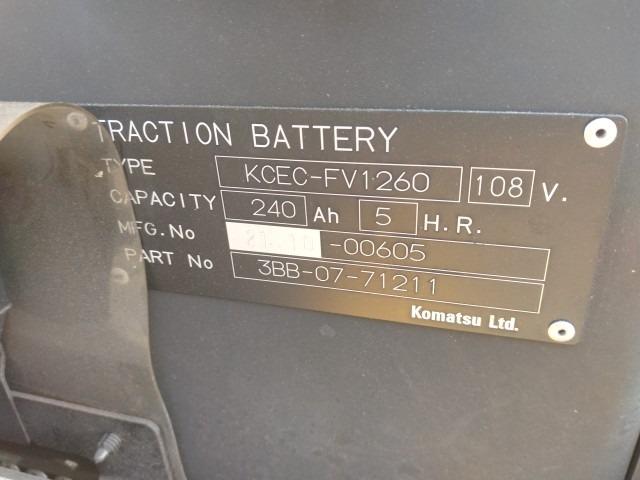 TRACTION BATTERY
TYPE KCEC-FV1260 108 V.
CAPACITY 240 Ah 5 H.R.
MFG.No -00605
PART No 3BB-07-71211
Komatsu Ltd.